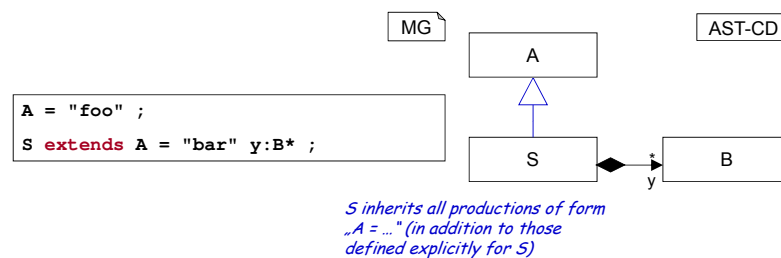 MG
AST-CD
A
A = "foo" ;
S extends A = "bar" y:B* ;
S
*
B
y
S inherits all productions of form
„A = ...“ (in addition to those
defined explicitly for S)